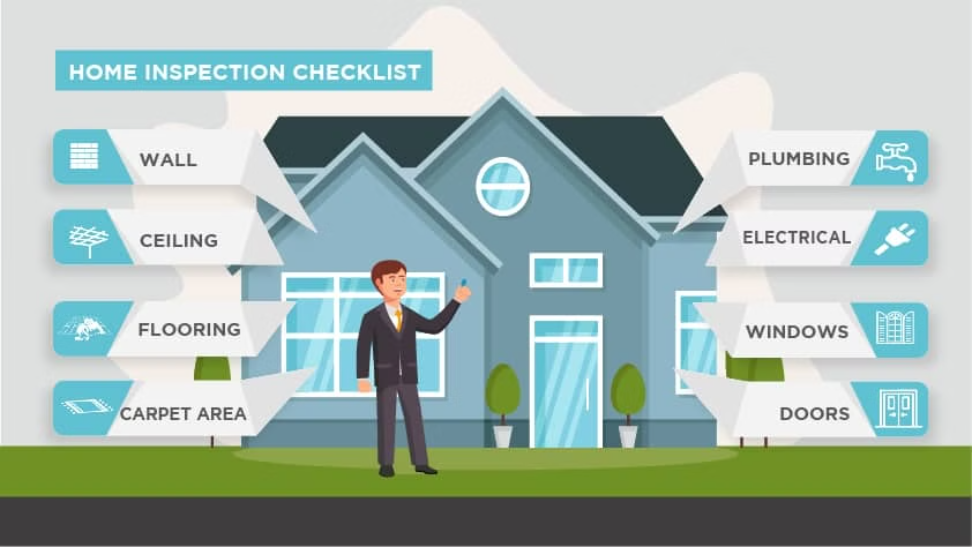 HOME INSPECTION CHECKLIST
WALL
CEILING
FLOORING
CARPET AREA
PLUMBING
ELECTRICAL
WINDOWS
DOORS